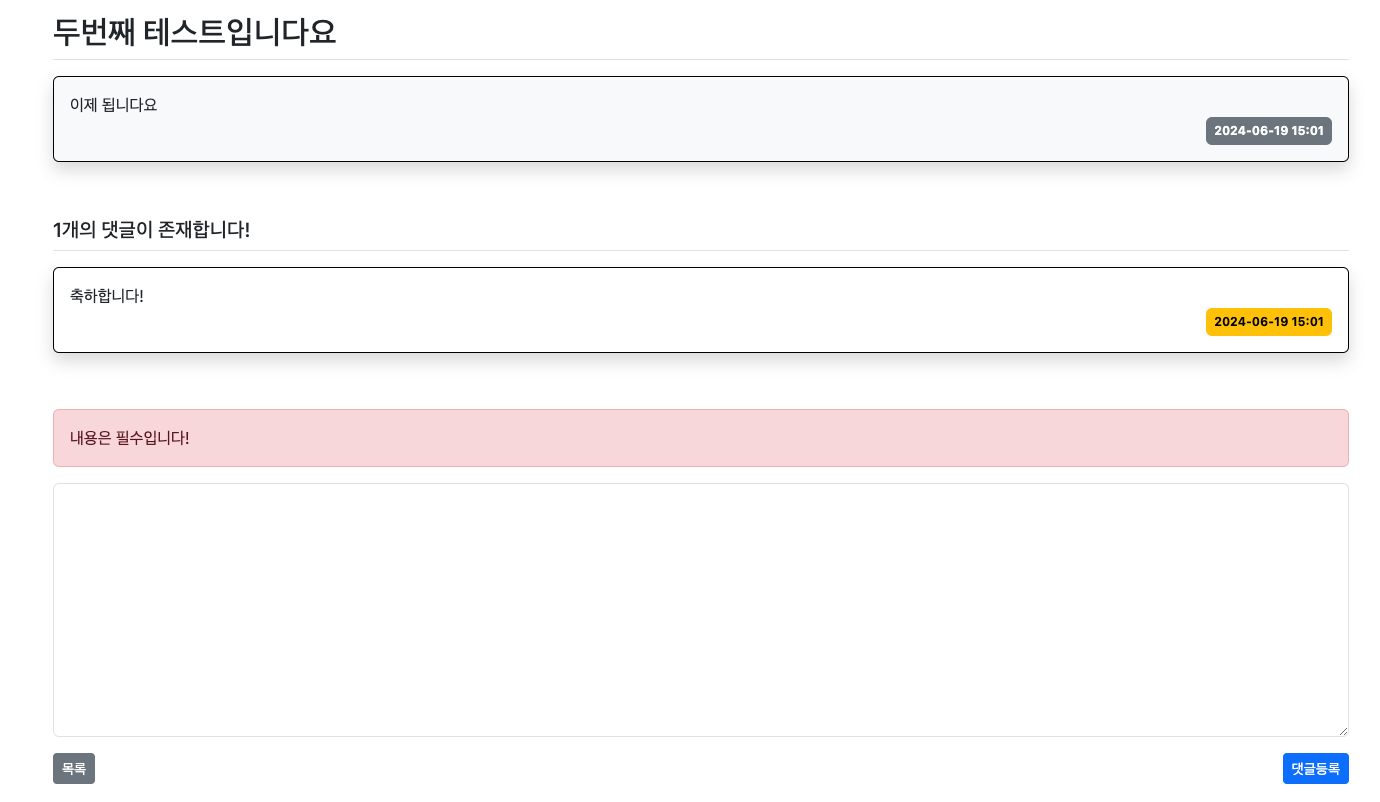 두번째 테스트입니다요
이제 됩니다요
2024-06-19 15:01
1개의 댓글이 존재합니다!
축하합니다!
2024-06-19 15:01
내용은 필수입니다!
목록
댓글등록